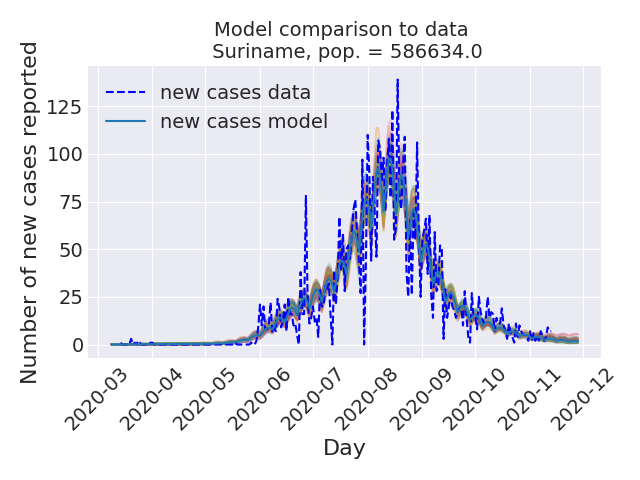 Model comparison to data
Suriname, pop. = 586634.0
Number of new cases reported
new cases data
new cases model
125
100
75
50
25
0
2020-03
2020-04
2020-05
2020-06
2020-07
2020-08
2020-09
2020-10
2020-11
2020-12
Day